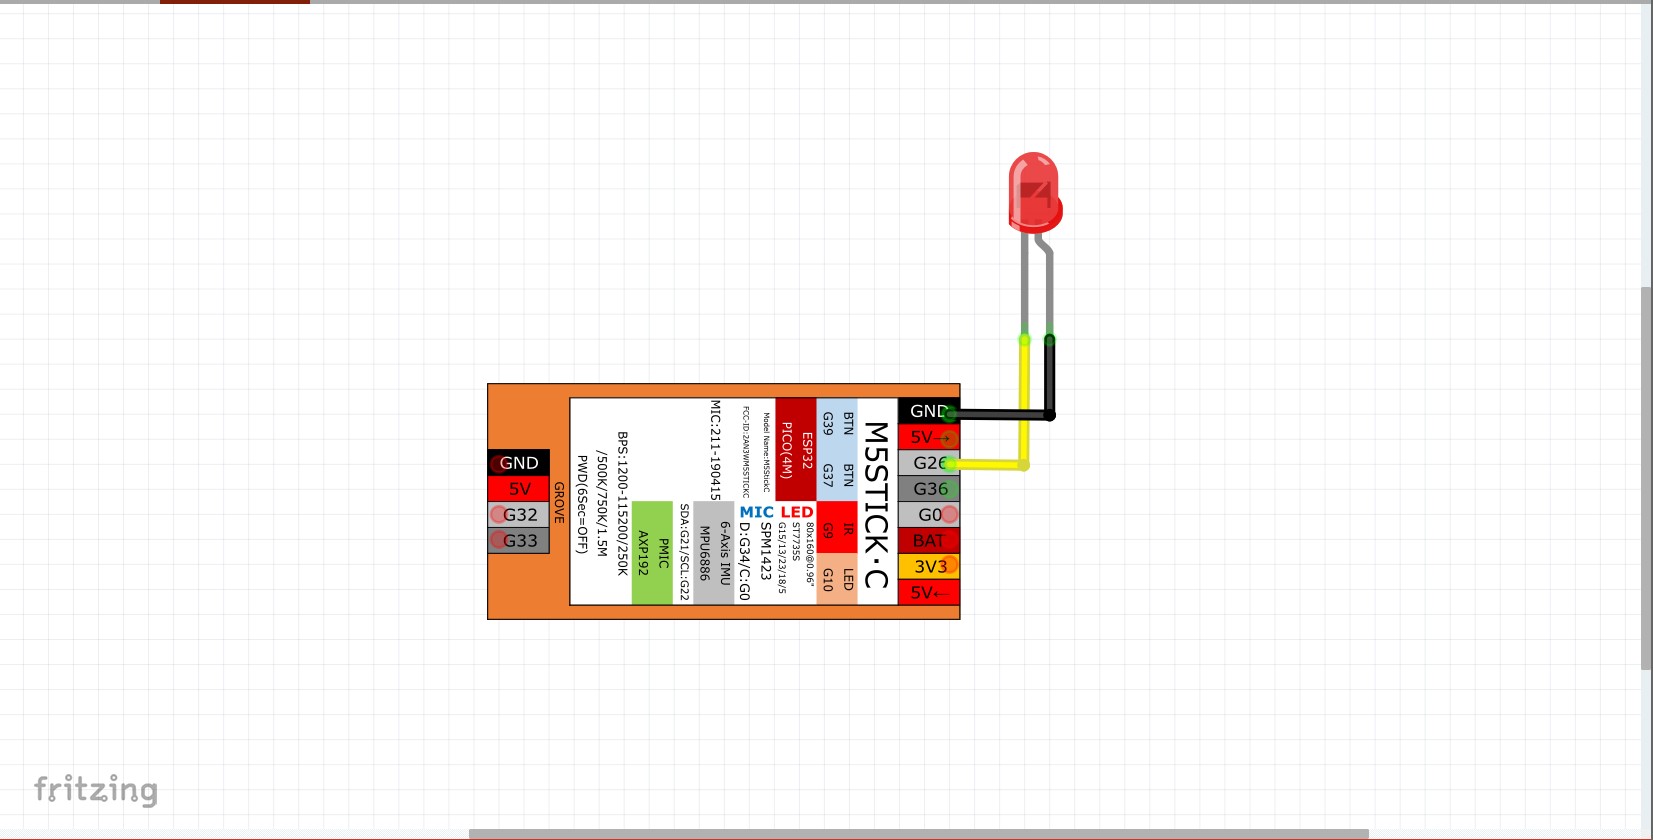 GND
5V
G32
G33
GROVE
PWD(6Sec=OFF)
/500K/750K/1.5M
BPS:1200-115200/250K
AXP192
PMIC
SDA:G21/SCL:G22
MPU6886
6-Axis IMU
MIC:211-190415
FCC-ID:2AN3WM5STICKC
Model Name:M5StickC
MIC
D:G34/C:G0
SPM1423
LED
G15/13/23/18/5
ST7735S
80x160@0.96"
PICO(4M)
ESP32
G39
BTN
G37
BTN
G9
IR
G10
LED
M5STICK·C
GND
5V→
G26
G36
G0
BAT
3V3
5V←
fritzing